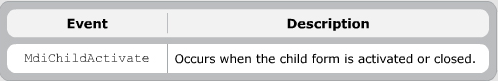 Event Description
MdiChildActivate Occurs when the child form is activated or closed.